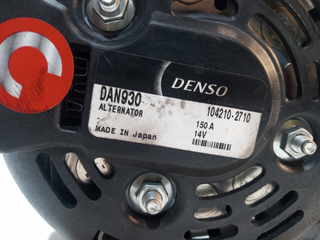 DENSO
DAN930
104210-2710
ALTERNATOR
150 A
14V
MADE IN Japan